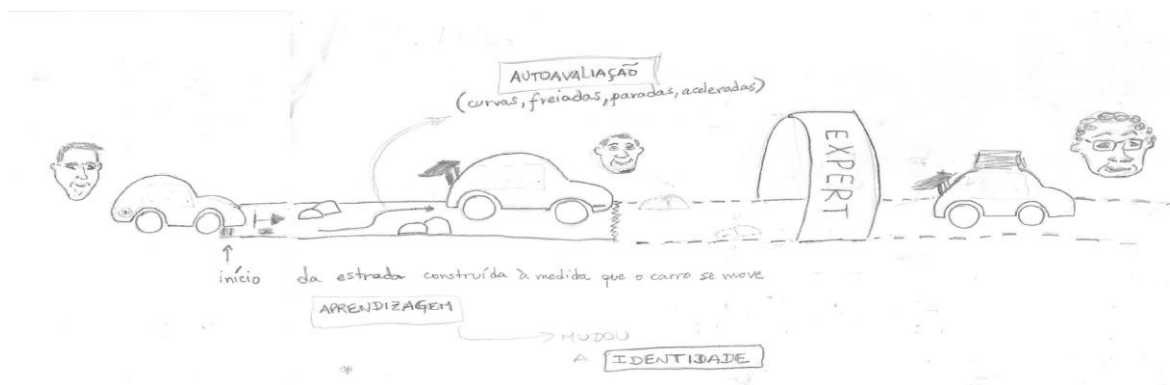 AUTOAVALIAÇÃO
(curvas, freiadas, paradas, aceleradas)
EXPERT
início da estrada construída à medida que o carro se move
APRENDIZAGEM
MUDOU
A IDENTIDADE